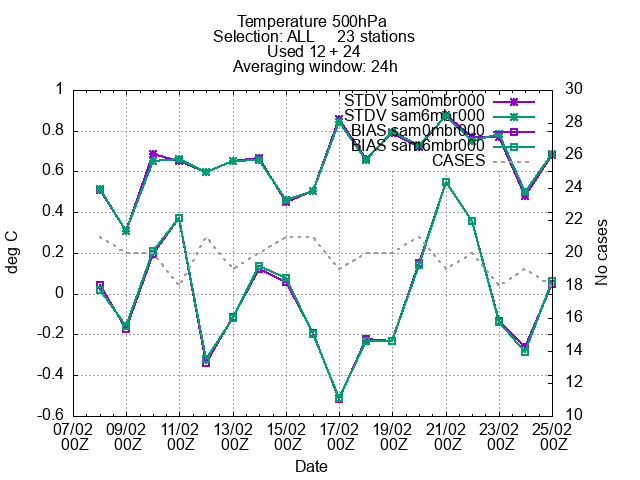 Temperature 500hPa
Selection: ALL 23 stations
Used 12 + 24
Averaging window: 24h
STDV sam0mbr000
STDV sam6mbr000
BIAS sam0mbr000
BIAS sam6mbr000
CASES
deg C
1
0.8
0.6
0.4
0.2
0
-0.2
-0.4
-0.6
No cases
30
28
26
24
22
20
18
16
14
12
10
07/02 09/02 11/02 13/02 15/02 17/02 19/02 21/02 23/02 25/02
00Z 00Z 00Z 00Z 00Z 00Z 00Z 00Z 00Z 00Z
Date